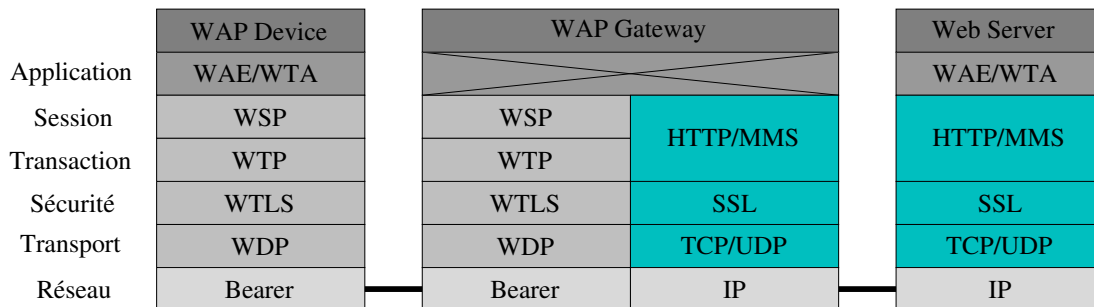 WAP Device WAP Gateway Web Server
Application WAE/WTA WAE/WTA
Session WSP WSP HTTP/MMS HTTP/MMS
Transaction WTP WTP
Sécurité WTLS WTLS SSL SSL
Transport WDP WDP TCP/UDP TCP/UDP
Réseau Bearer Bearer IP IP